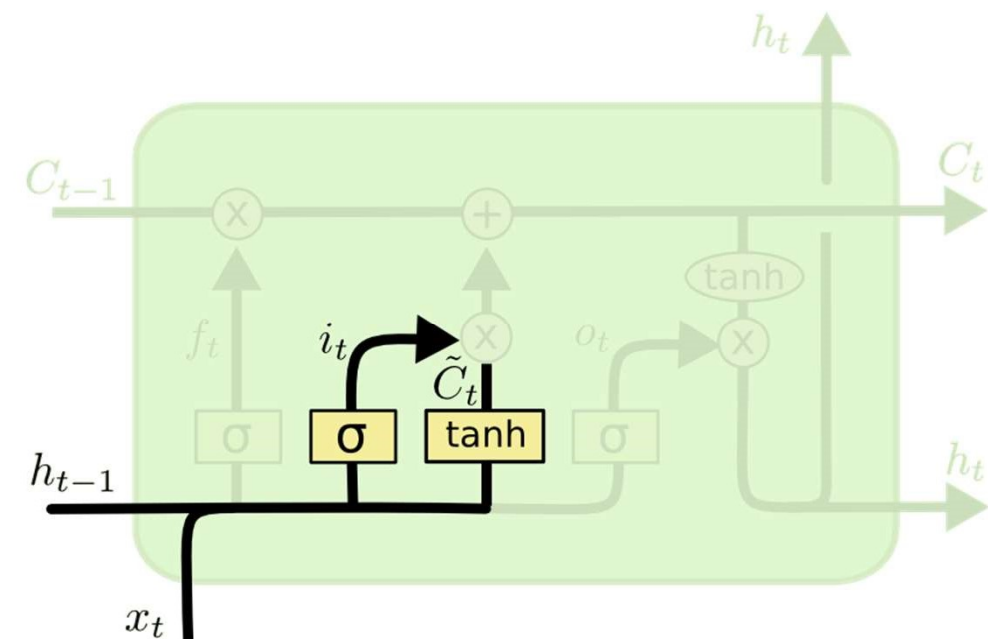 h_t
C_{t-1}
C_t
x
+
tanh
f_t
i_t
x
o_t
x
C̃_t
σ
σ
tanh
σ
h_{t-1}
h_t
x_t